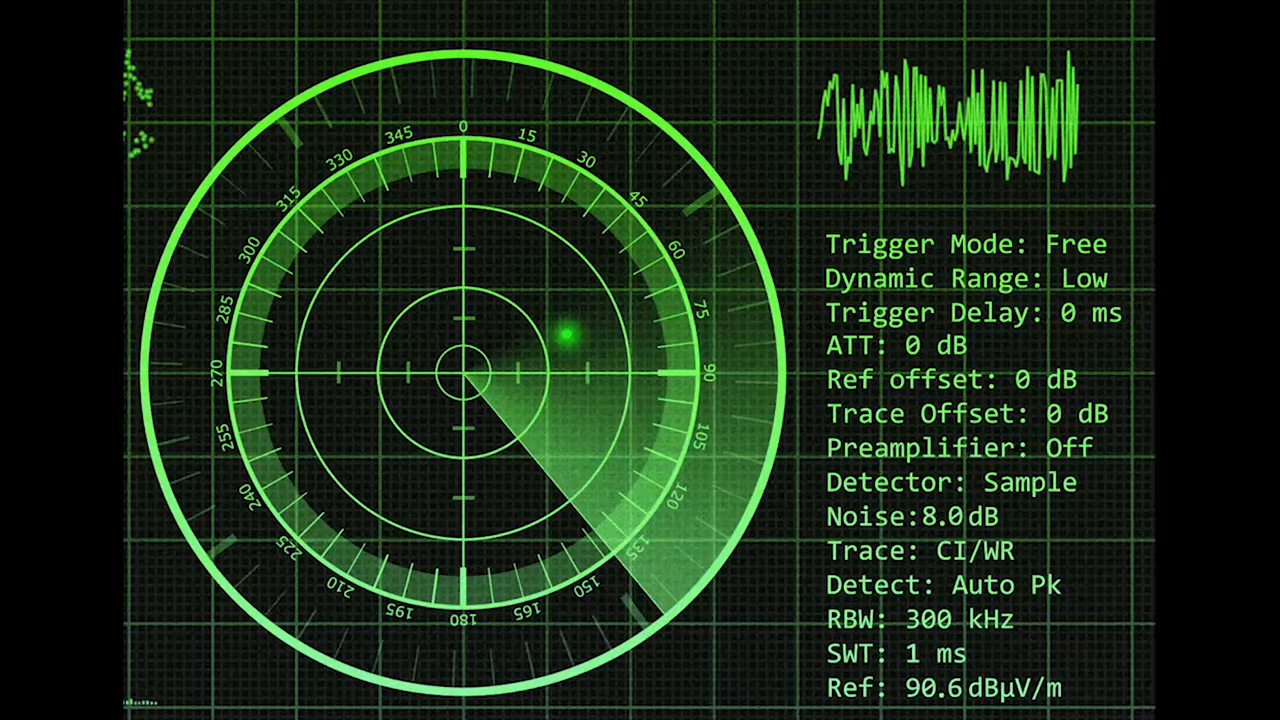 0
15
30
45
60
75
90
105
120
135
150
165
180
195
210
225
240
255
270
285
300
315
330
345
Trigger Mode: Free
Dynamic Range: Low
Trigger Delay: 0 ms
ATT: 0 dB
Ref offset: 0 dB
Trace Offset: 0 dB
Preamplifier: Off
Detector: Sample
Noise:8.0dB
Trace: CI/WR
Detect: Auto Pk
RBW: 300 kHz
SWT: 1 ms
Ref: 90.6dBµV/m